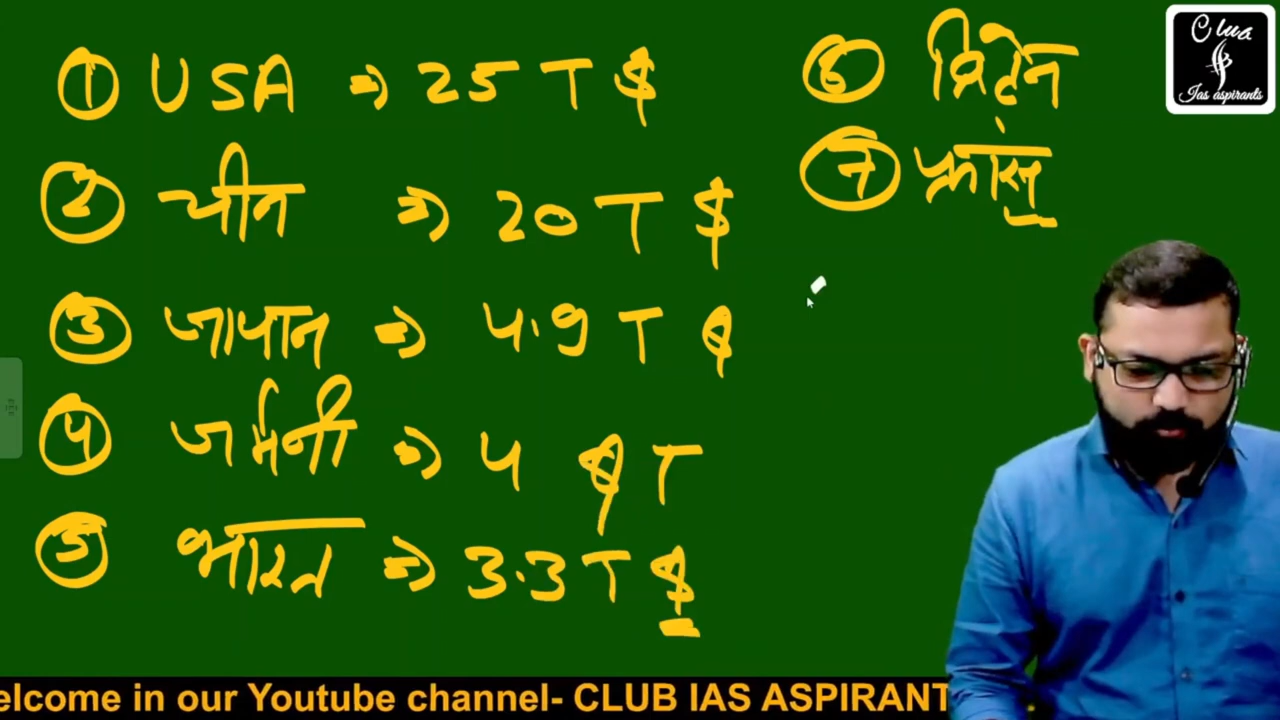 ① USA ⇒ 25 T $
② चीन ⇒ 20 T $
③ जापान ⇒ 4.9 T $
④ जर्मनी ⇒ 4 $ T
⑤ भारत ⇒ 3.3 T $
⑥ ब्रिटेन
⑦ फ्रांस
Club
Ias aspirants
elcome in our Youtube channel- CLUB IAS ASPIRANT